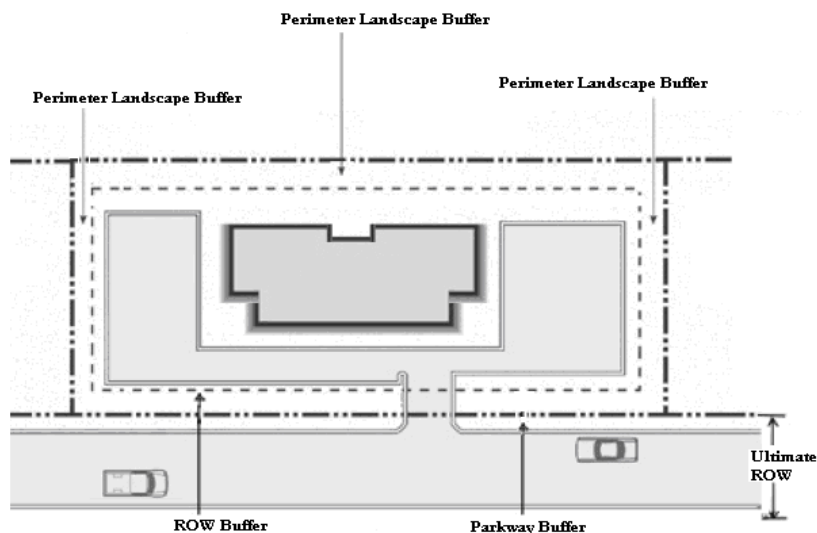 Perimeter Landscape Buffer
Perimeter Landscape Buffer
Perimeter Landscape Buffer
Ultimate
ROW
ROW Buffer
Parkway Buffer